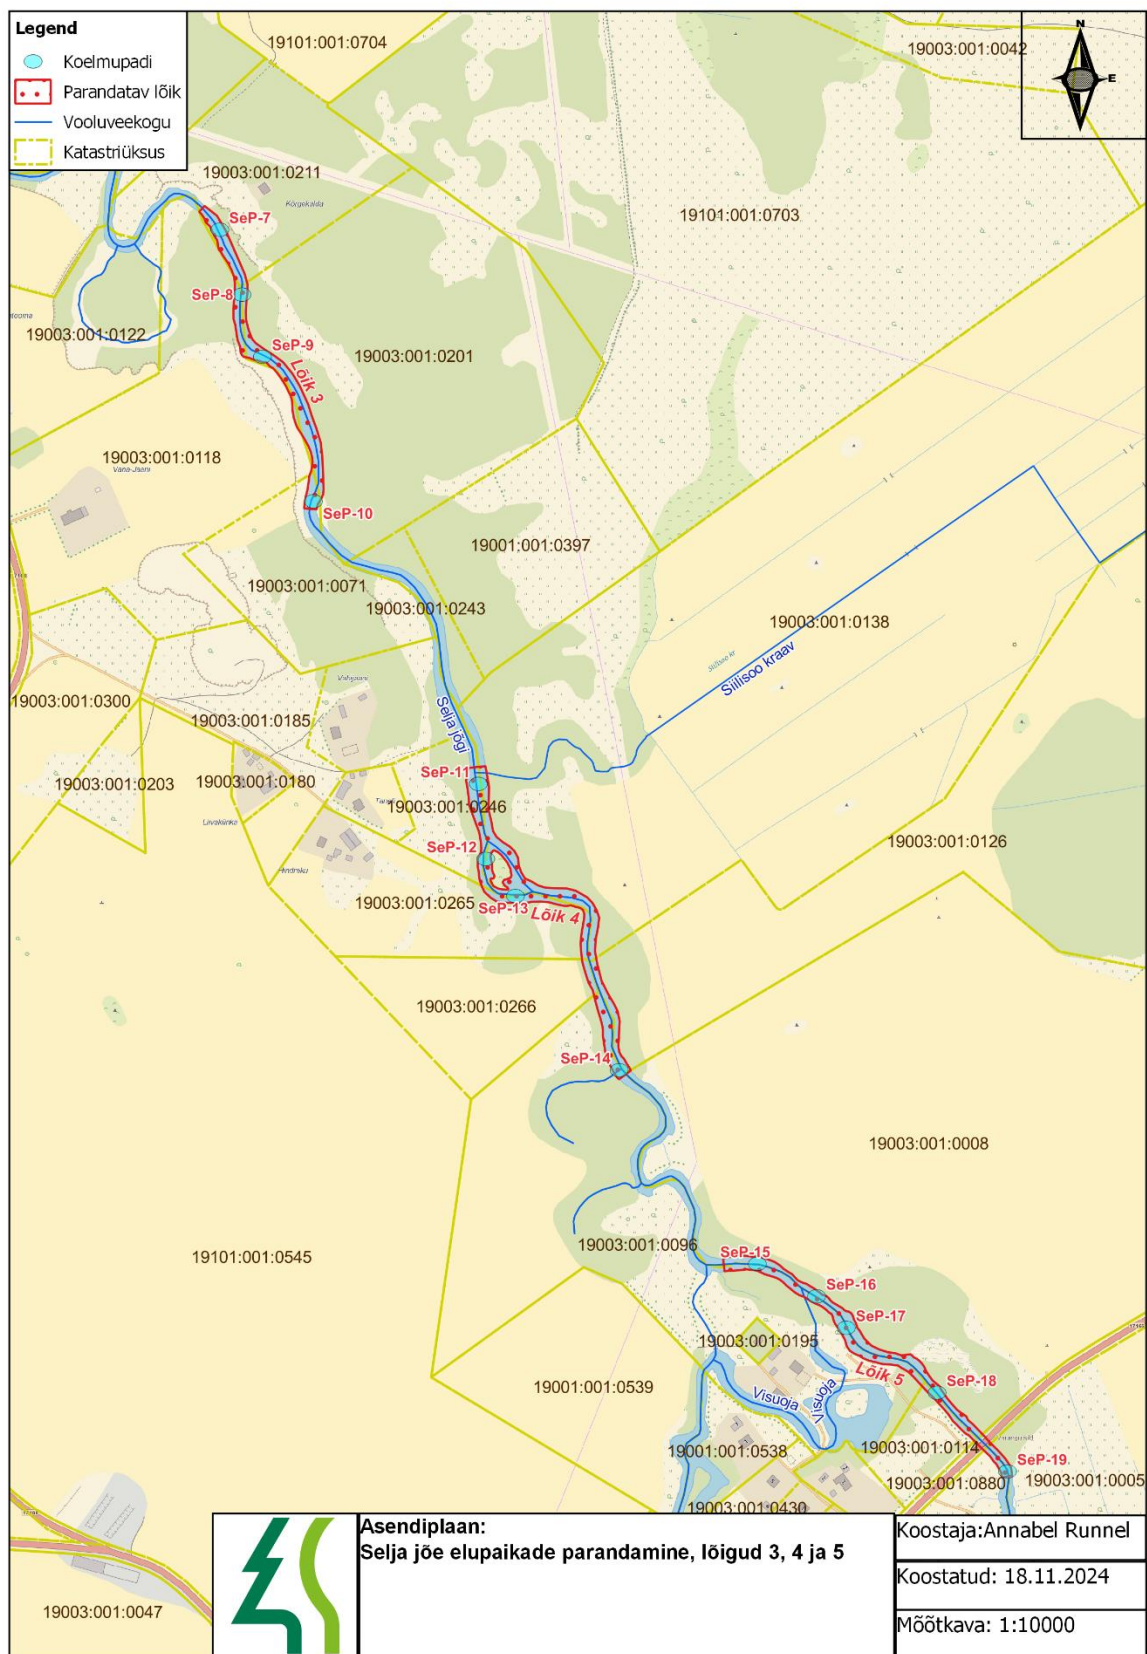 Legend
Koelmupadi
Parandatav lõik
Vooluveekogu
Katastriüksus
N
E
19101:001:0704
19003:001:0042
19003:001:0211
Kõrgekalda
19101:001:0703
SeP-7
SeP-8
19003:001:0122
SeP-9
19003:001:0201
Lõik 3
19003:001:0118
Vana-Jaani
SeP-10
19001:001:0397
19003:001:0071
19003:001:0243
19003:001:0138
Siilisoo kr
Siilisoo kraav
Selja jõgi
19003:001:0300
19003:001:0185
19003:001:0203
19003:001:0180
SeP-11
19003:001:0246
19003:001:0126
SeP-12
19003:001:0265
SeP-13
Lõik 4
19003:001:0266
SeP-14
19003:001:0008
19101:001:0545
19003:001:0096
SeP-15
SeP-16
SeP-17
19003:001:0195
Lõik 5
19001:001:0539
SeP-18
Visuoja
Visuoja
19001:001:0538
19003:001:0114
SeP-19
19003:001:0880
19003:001:0005
19003:001:0430
19003:001:0047
Asendiplaan:
Selja jõe elupaikade parandamine, lõigud 3, 4 ja 5
Koostaja:Annabel Runnel
Koostatud: 18.11.2024
Mõõtkava: 1:10000